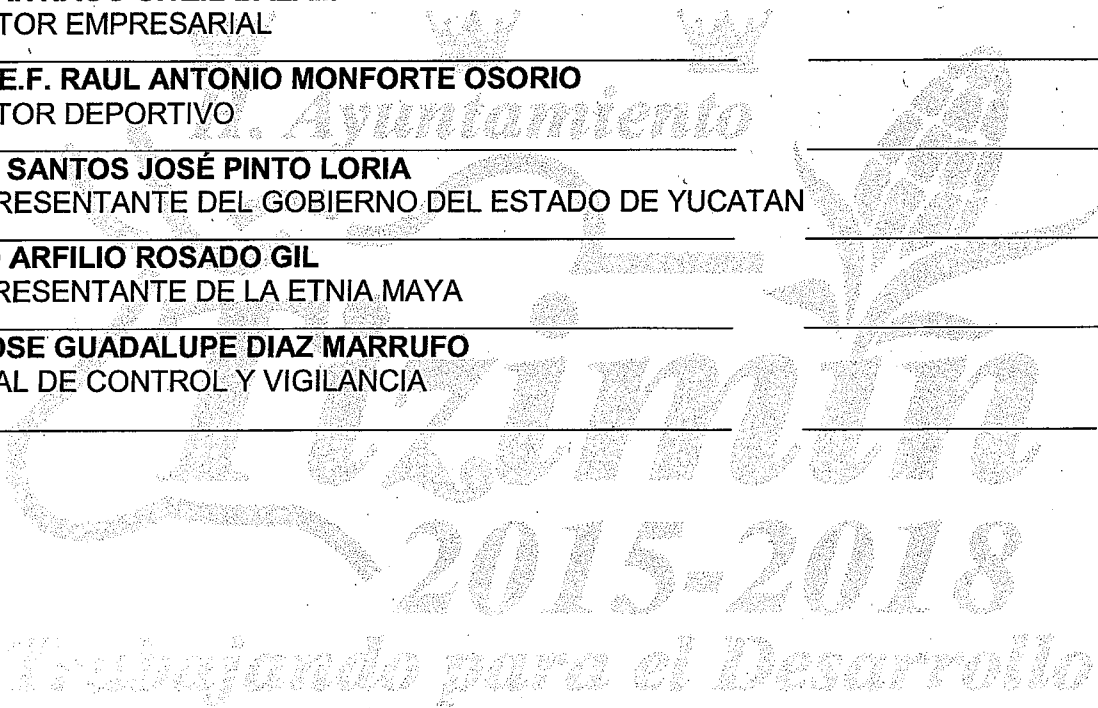 TOR EMPRESARIAL
E.F. RAUL ANTONIO MONFORTE OSORIO
TOR DEPORTIVO
H. Ayuntamiento
SANTOS JOSÉ PINTO LORIA
RESENTANTE DEL GOBIERNO DEL ESTADO DE YUCATAN
ARFILIO ROSADO GIL
RESENTANTE DE LA ETNIA MAYA
OSE GUADALUPE DIAZ MARRUFO
AL DE CONTROL Y VIGILANCIA
Tizimín
2015-2018
Trabajando para el Desarrollo